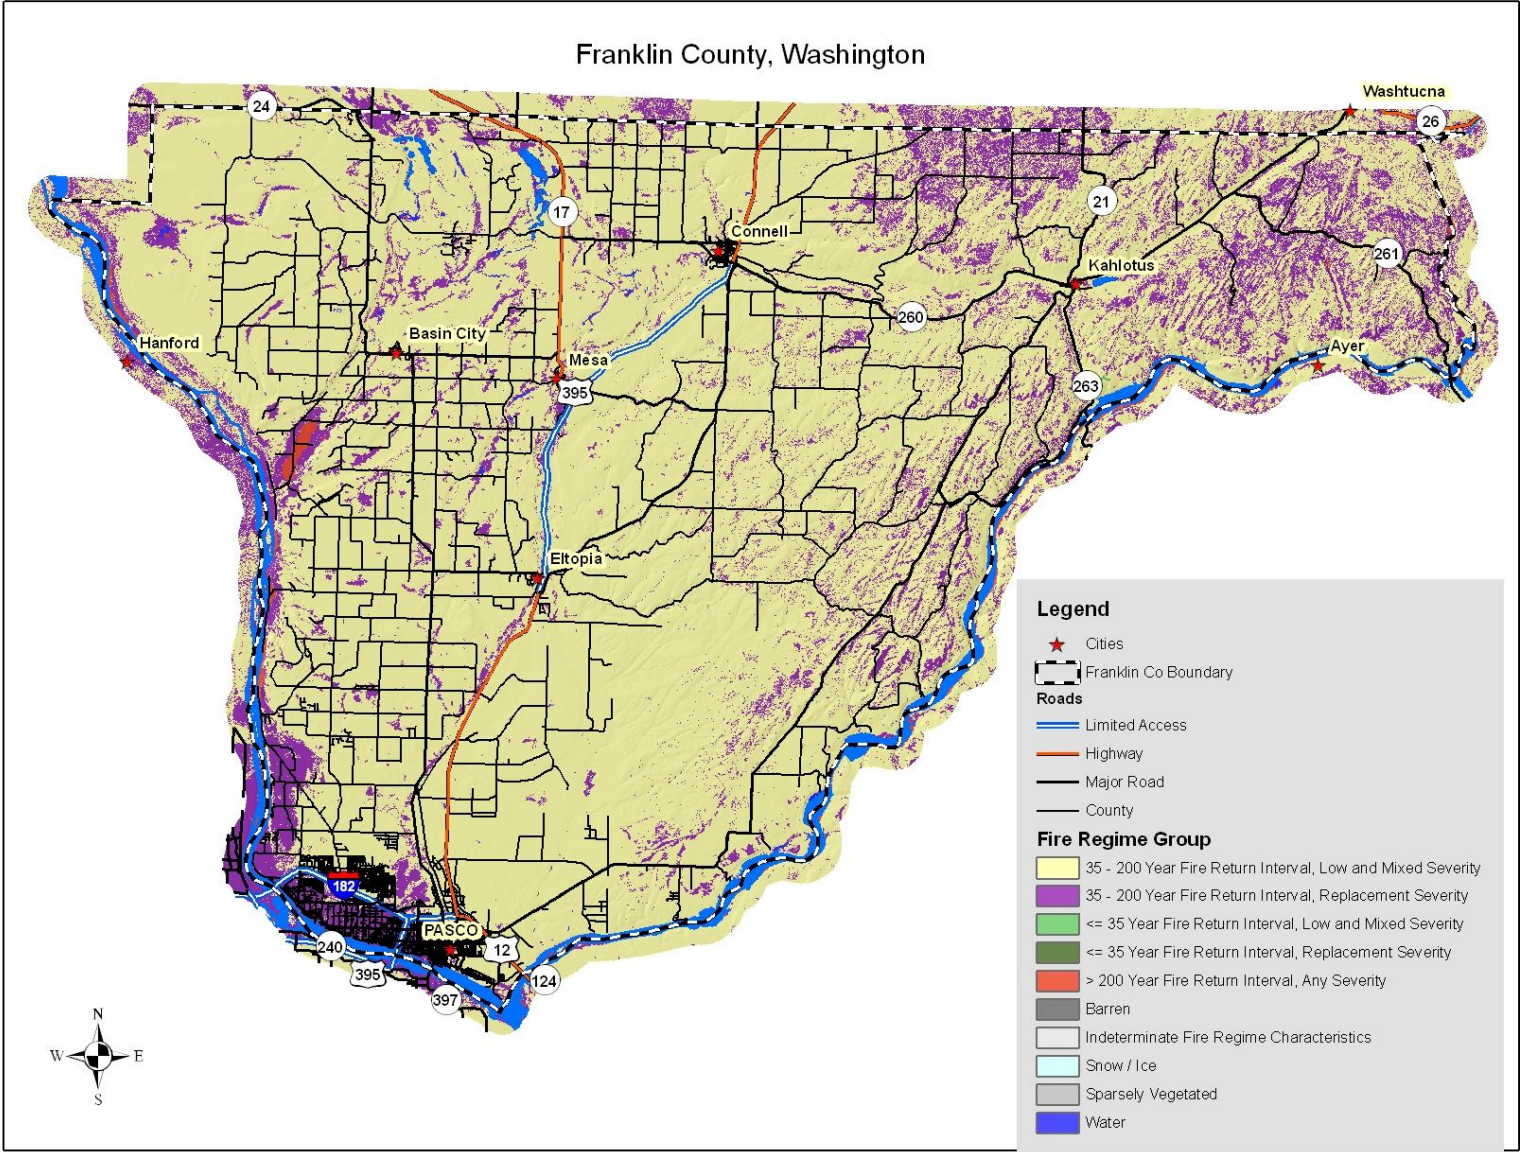 Franklin County, Washington
Washtucna
24
26
17
21
Connell
261
Kahlotus
260
Hanford
Basin City
Mesa
Ayer
395
263
Eltopia
182
PASCO
240
12
395
124
397
N
W E
S
Legend
Cities
Franklin Co Boundary
Roads
Limited Access
Highway
Major Road
County
Fire Regime Group
35 - 200 Year Fire Return Interval, Low and Mixed Severity
35 - 200 Year Fire Return Interval, Replacement Severity
<= 35 Year Fire Return Interval, Low and Mixed Severity
<= 35 Year Fire Return Interval, Replacement Severity
> 200 Year Fire Return Interval, Any Severity
Barren
Indeterminate Fire Regime Characteristics
Snow / Ice
Sparsely Vegetated
Water